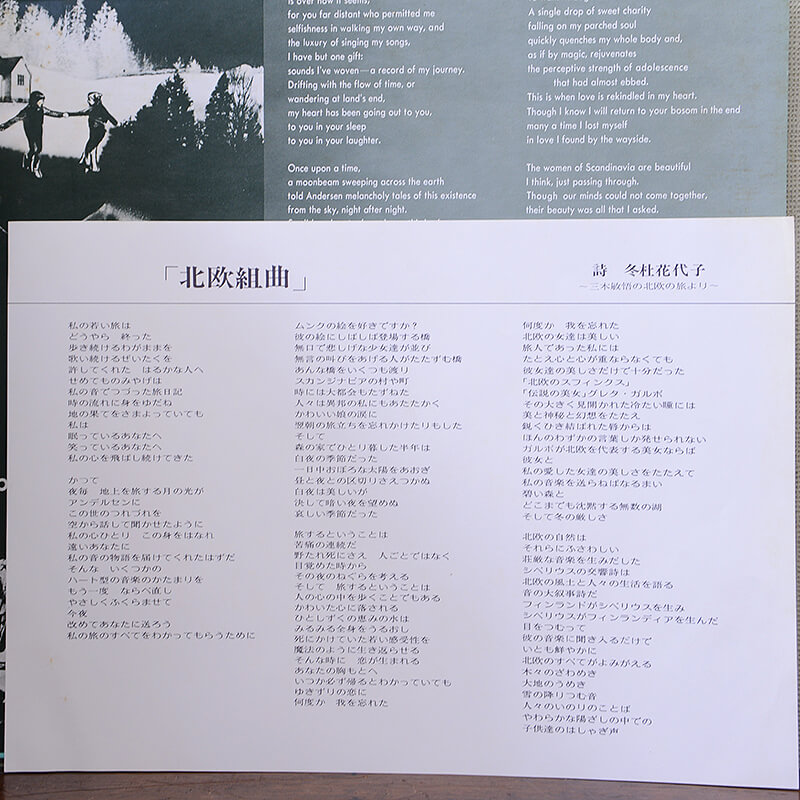 is over now it seems,
for you far distant who permitted me
selfishness in walking my own way, and
the luxury of singing my songs,
I have but one gift:
sounds I've woven—a record of my journey.
Drifting with the flow of time, or
wandering at land's end,
my heart has been going out to you,
to you in your sleep
to you in your laughter.
Once upon a time,
a moonbeam sweeping across the earth
told Andersen melancholy tales of this existence
from the sky, night after night.
A single drop of sweet charity
falling on my parched soul
quickly quenches my whole body and,
as if by magic, rejuvenates
the perceptive strength of adolescence
that had almost ebbed.
This is when love is rekindled in my heart.
Though I know I will return to your bosom in the end
many a time I lost myself
in love I found by the wayside.
The women of Scandinavia are beautiful
I think, just passing through.
Though our minds could not come together,
their beauty was all that I asked.
「北欧組曲」
詩 冬杜花代子
～三木敏悟の北欧の旅より～
私の若い旅は
どうやら 終った
歩き続けるわがままを
歌い続けるぜいたくを
許してくれた はるかな人へ
せめてものみやげは
私の音でつづった旅日記
時の流れに身をゆだね
地の果てをさまよっていても
私は
眠っているあなたへ
笑っているあなたへ
私の心を飛ばし続けてきた
かつて
夜毎 地上を旅する月の光が
アンデルセンに
この世のつれづれを
空から話して聞かせたように
私の心ひとり この身をはなれ
遠いあなたに
私の音の物語を届けてくれたはずだ
そんな いくつかの
ハート型の音楽のかたまりを
もう一度 ならべ直し
やさしくふくらませて
今夜
改めてあなたに送ろう
私の旅のすべてをわかってもらうために
ムンクの絵を好きですか？
彼の絵にしばしば登場する橋
無口で悲しげな少女達が並び
無言の叫びをあげる人がたたずむ橋
あんな橋をいくつも渡り
スカンジナビアの村や町
時には大都会もたずねた
人々は異邦の私にもあたたかく
かわいい娘の涙に
翌朝の旅立ちを忘れかけたりもした
そして
森の家でひとり暮した半年は
白夜の季節だった
一日中おぼろな太陽をあおぎ
昼と夜との区切りさえつかぬ
白夜は美しいが
決して暗い夜を望めぬ
哀しい季節だった
旅するということは
苦痛の連続だ
野たれ死にさえ 人ごとではなく
目覚めた時から
その夜のねぐらを考える
そして 旅するということは
人の心の中を歩くことでもある
かわいた心に落される
ひとしずくの恵みの水は
みるみる全身をうるおし
死にかけていた若い感受性を
魔法のように生き返らせる
そんな時に 恋が生まれる
あなたの胸もとへ
いつか必ず帰るとわかっていても
ゆきずりの恋に
何度か 我を忘れた
何度か 我を忘れた
北欧の女達は美しい
旅人であった私には
たとえ心と心が重ならなくても
彼女達の美しさだけで十分だった
「北欧のスフィンクス」
「伝説の美女」グレタ・ガルボ
その大きく見開かれた冷たい瞳には
美と神秘と幻想をたたえ
鋭くひき結ばれた唇からは
ほんのわずかの言葉しか発せられない
ガルボが北欧を代表する美女ならば
彼女と
私の愛した女達の美しさをたたえて
私の音楽を送らねばなるまい
碧い森と
どこまでも沈黙する無数の湖
そして冬の厳しさ
北欧の自然は
それらにふさわしい
荘厳な音楽を生みだした
シベリウスの交響詩は
北欧の風土と人々の生活を語る
音の大叙事詩だ
フィンランドがシベリウスを生み
シベリウスがフィンランディアを生んだ
目をつむって
彼の音楽に聞き入るだけで
いとも鮮やかに
北欧のすべてがよみがえる
木々のざわめき
大地のうめき
雪の降りつむ音
人々のいのりのことば
やわらかな陽ざしの中での
子供達のはしゃぎ声